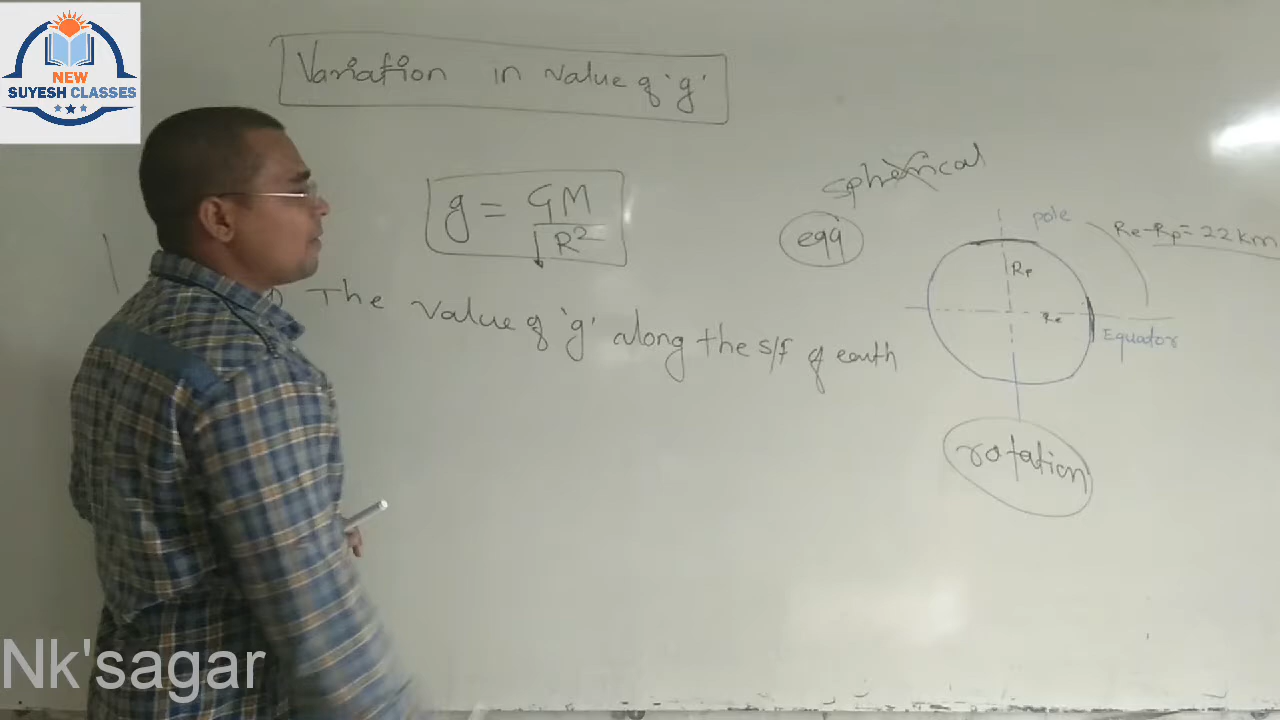 NEW
SUYESH CLASSES
Variation in value of 'g'
g = GM
R²
spherical
egg
pole
Re-Rp = 22 km
Rp
Re
Equator
1) The value of 'g' along the s/f of earth
rotation
Nk'sagar